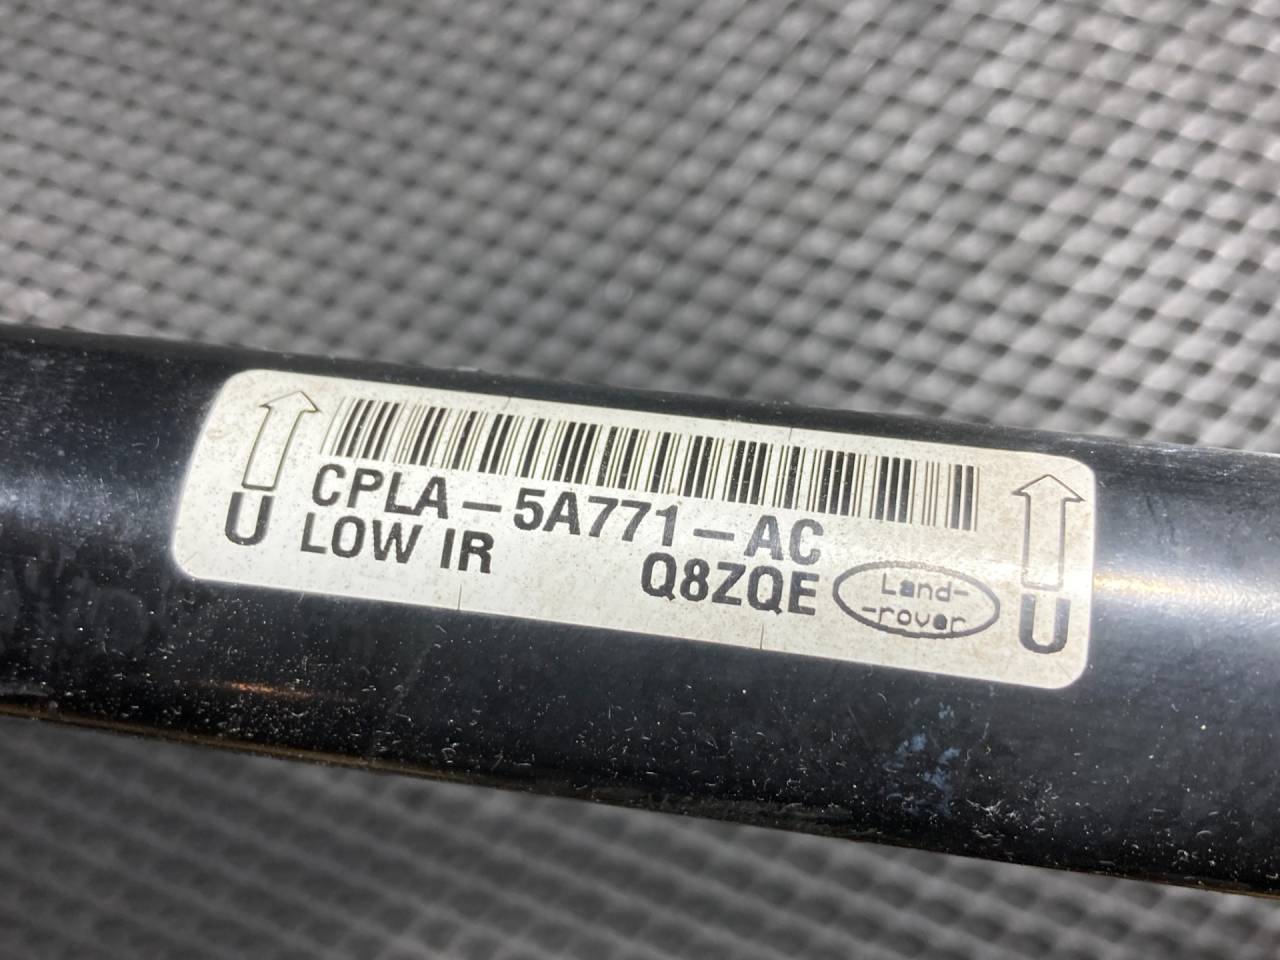 CPLA-5A771-AC
U LOW IR Q8ZQE Land-
-rover U